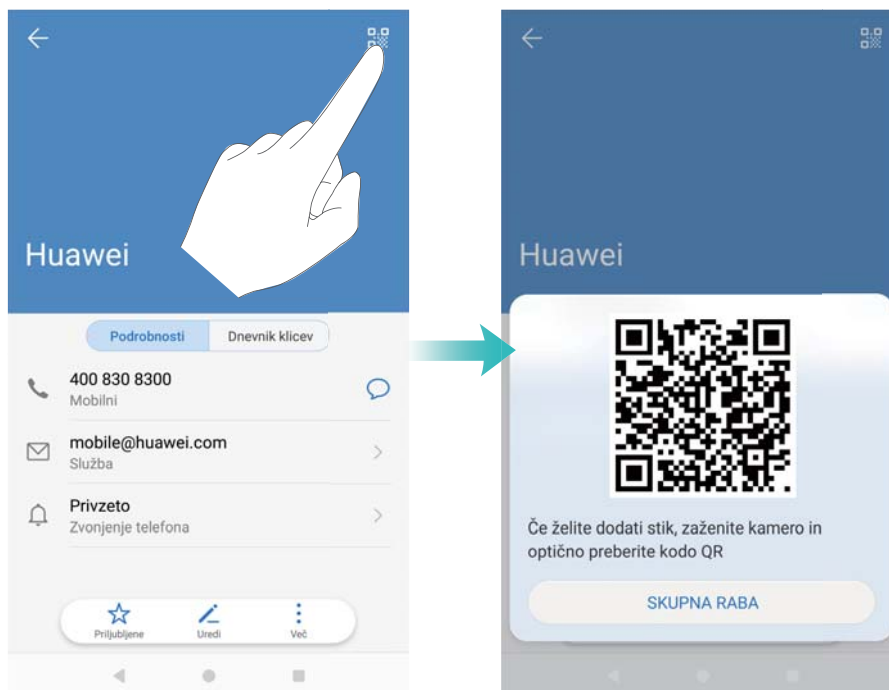 Huawei
Podrobnosti
Dnevnik klicev
400 830 8300
Mobilni
mobile@huawei.com
Služba
Privzeto
Zvonjenje telefona
Priljubljene
Uredi
Več
Huawei
Če želite dodati stik, zaženite kamero in
optično preberite kodo QR
SKUPNA RABA